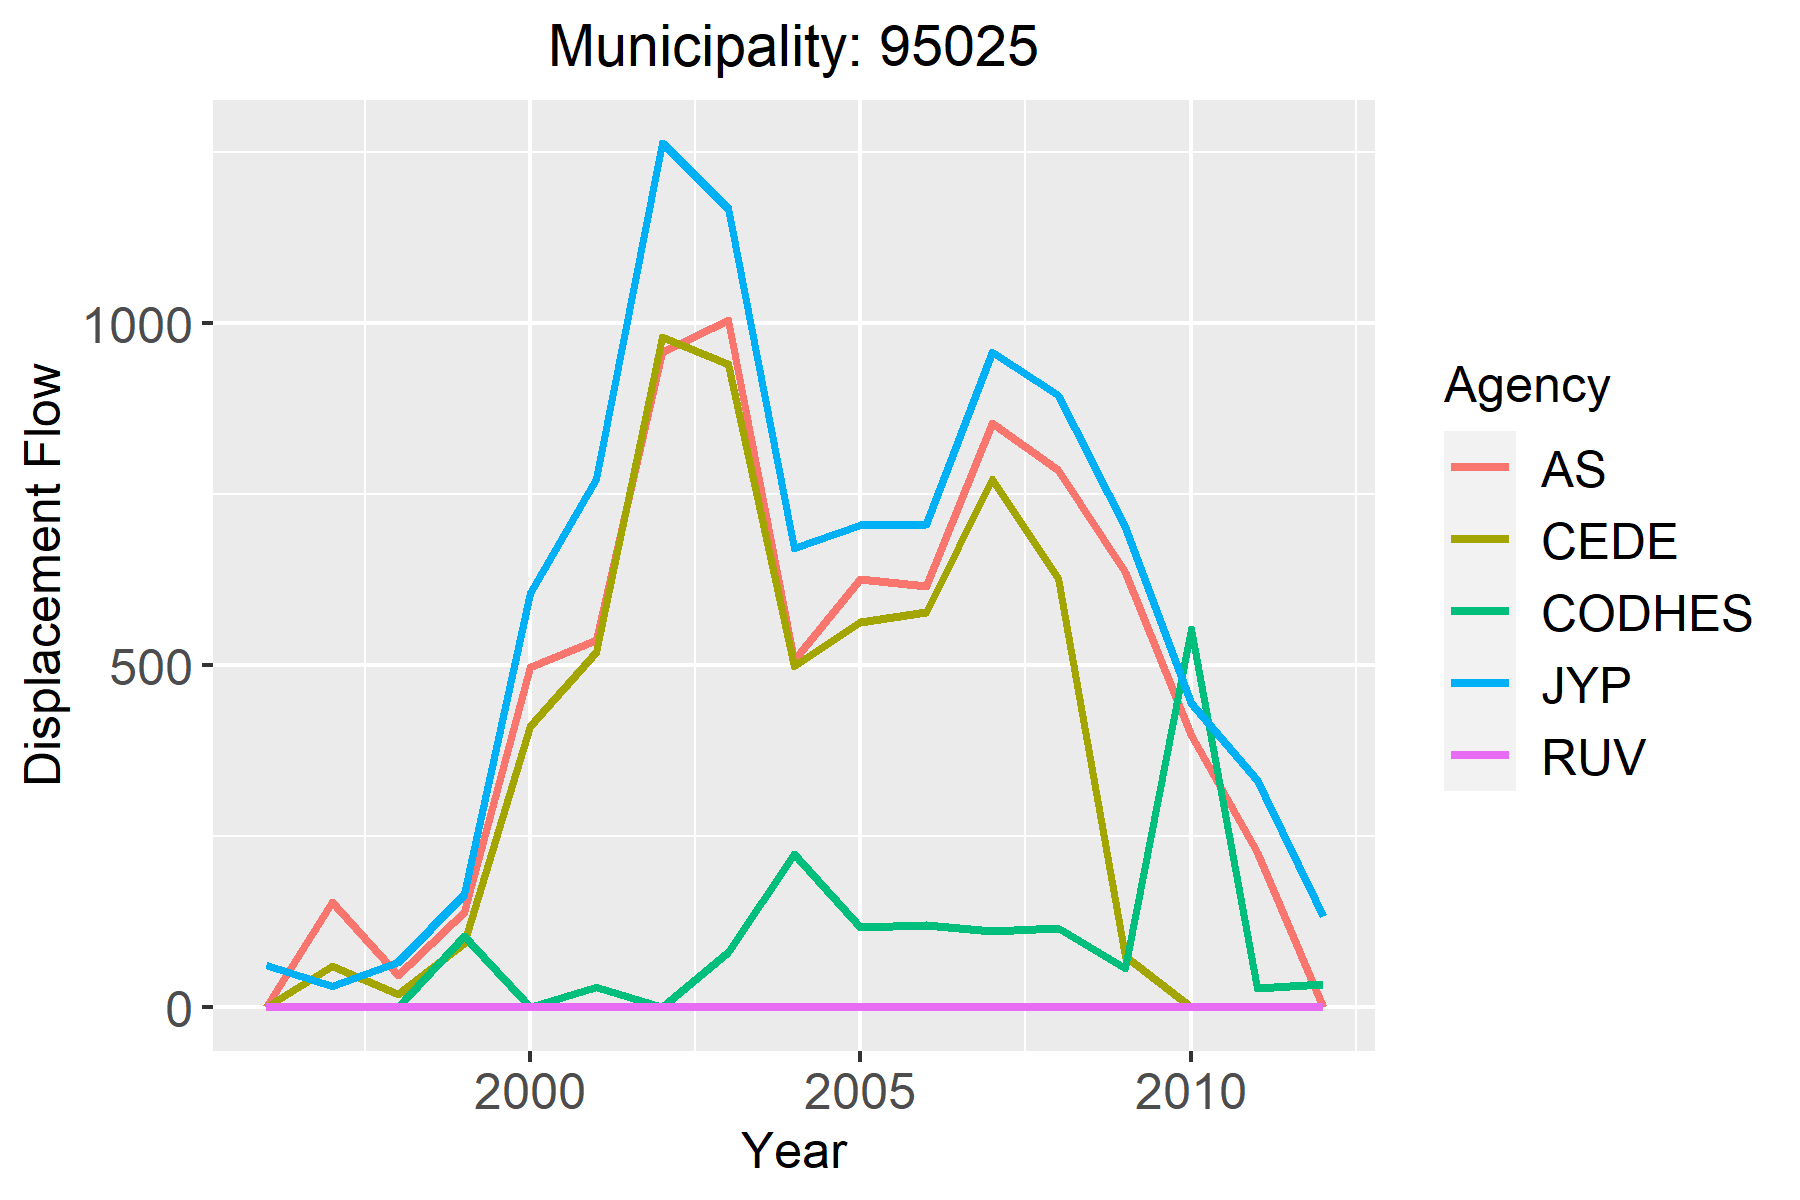 Municipality: 95025
Displacement Flow
1000
500
0
2000
2005
2010
Year
Agency
AS
CEDE
CODHES
JYP
RUV